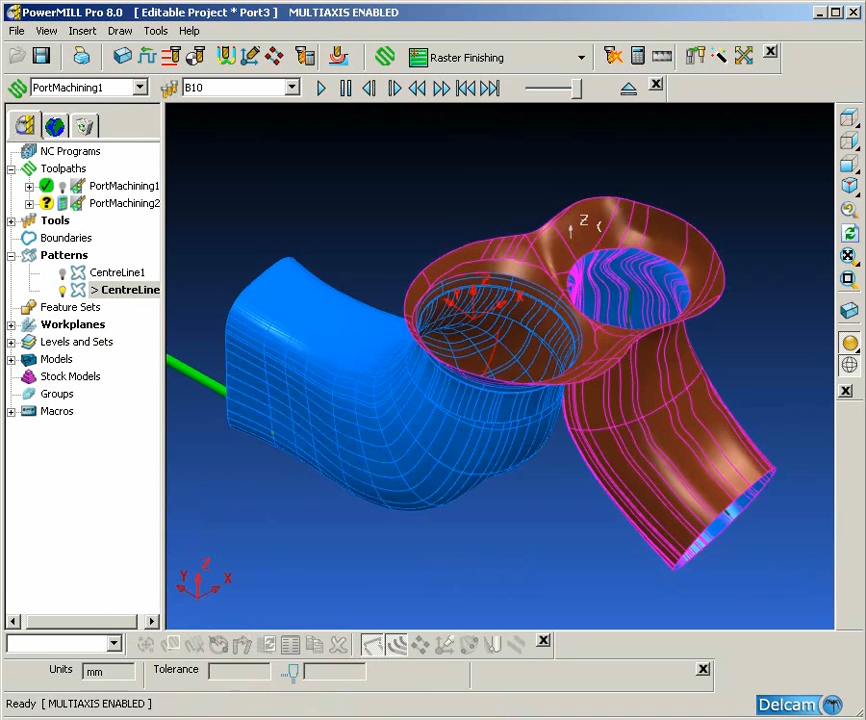 PowerMILL Pro 8.0 [ Editable Project * Port3 ] MULTIAXIS ENABLED
File View Insert Draw Tools Help
Raster Finishing
PortMachining1 B10
NC Programs
Toolpaths
PortMachining1
PortMachining2
Tools
Boundaries
Patterns
CentreLine1
> CentreLine
Feature Sets
Workplanes
Levels and Sets
Models
Stock Models
Groups
Macros
Z
Y Z X
Z
Y X
Units mm Tolerance
Ready [ MULTIAXIS ENABLED ]
Delcam